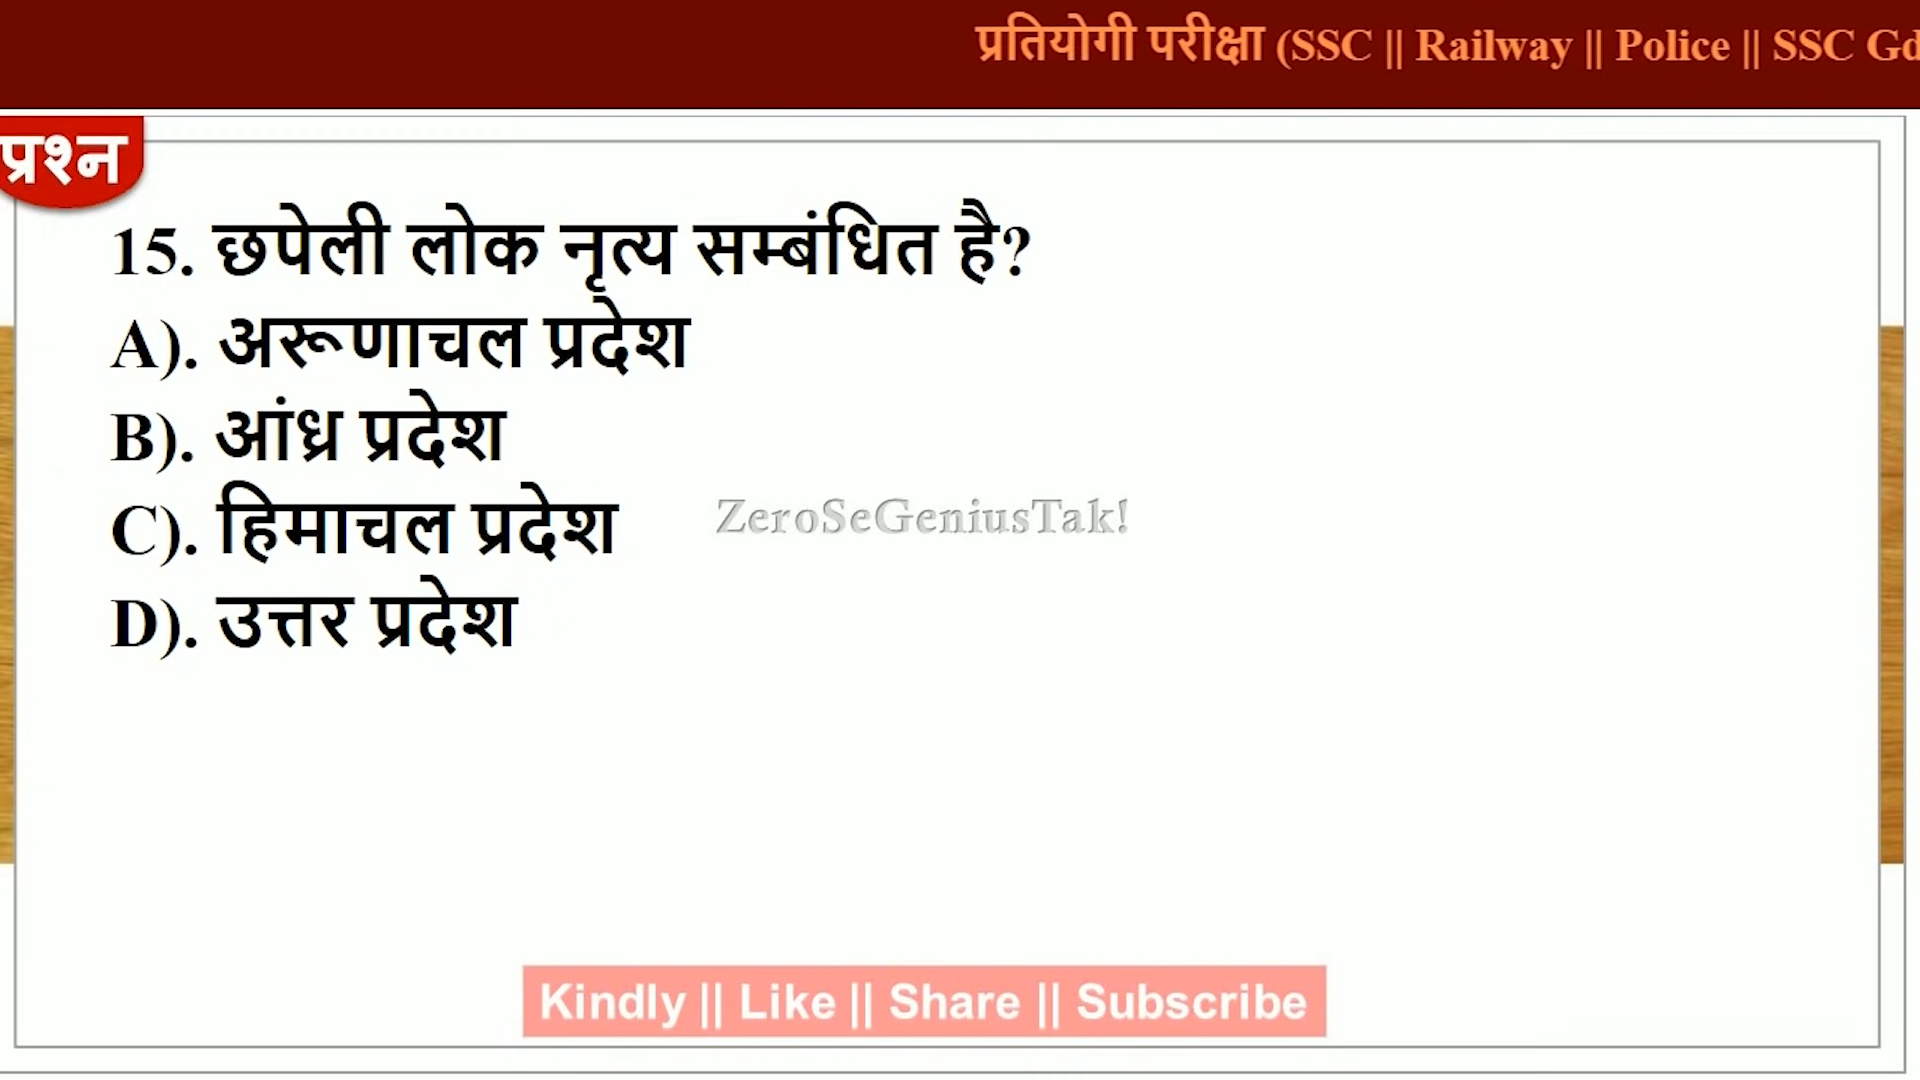 प्रतियोगी परीक्षा (SSC || Railway || Police || SSC Gd
प्रश्न
15. छपेली लोक नृत्य सम्बंधित है?
A). अरूणाचल प्रदेश
B). आंध्र प्रदेश
C). हिमाचल प्रदेश
ZeroSeGeniusTak!
D). उत्तर प्रदेश
Kindly || Like || Share || Subscribe